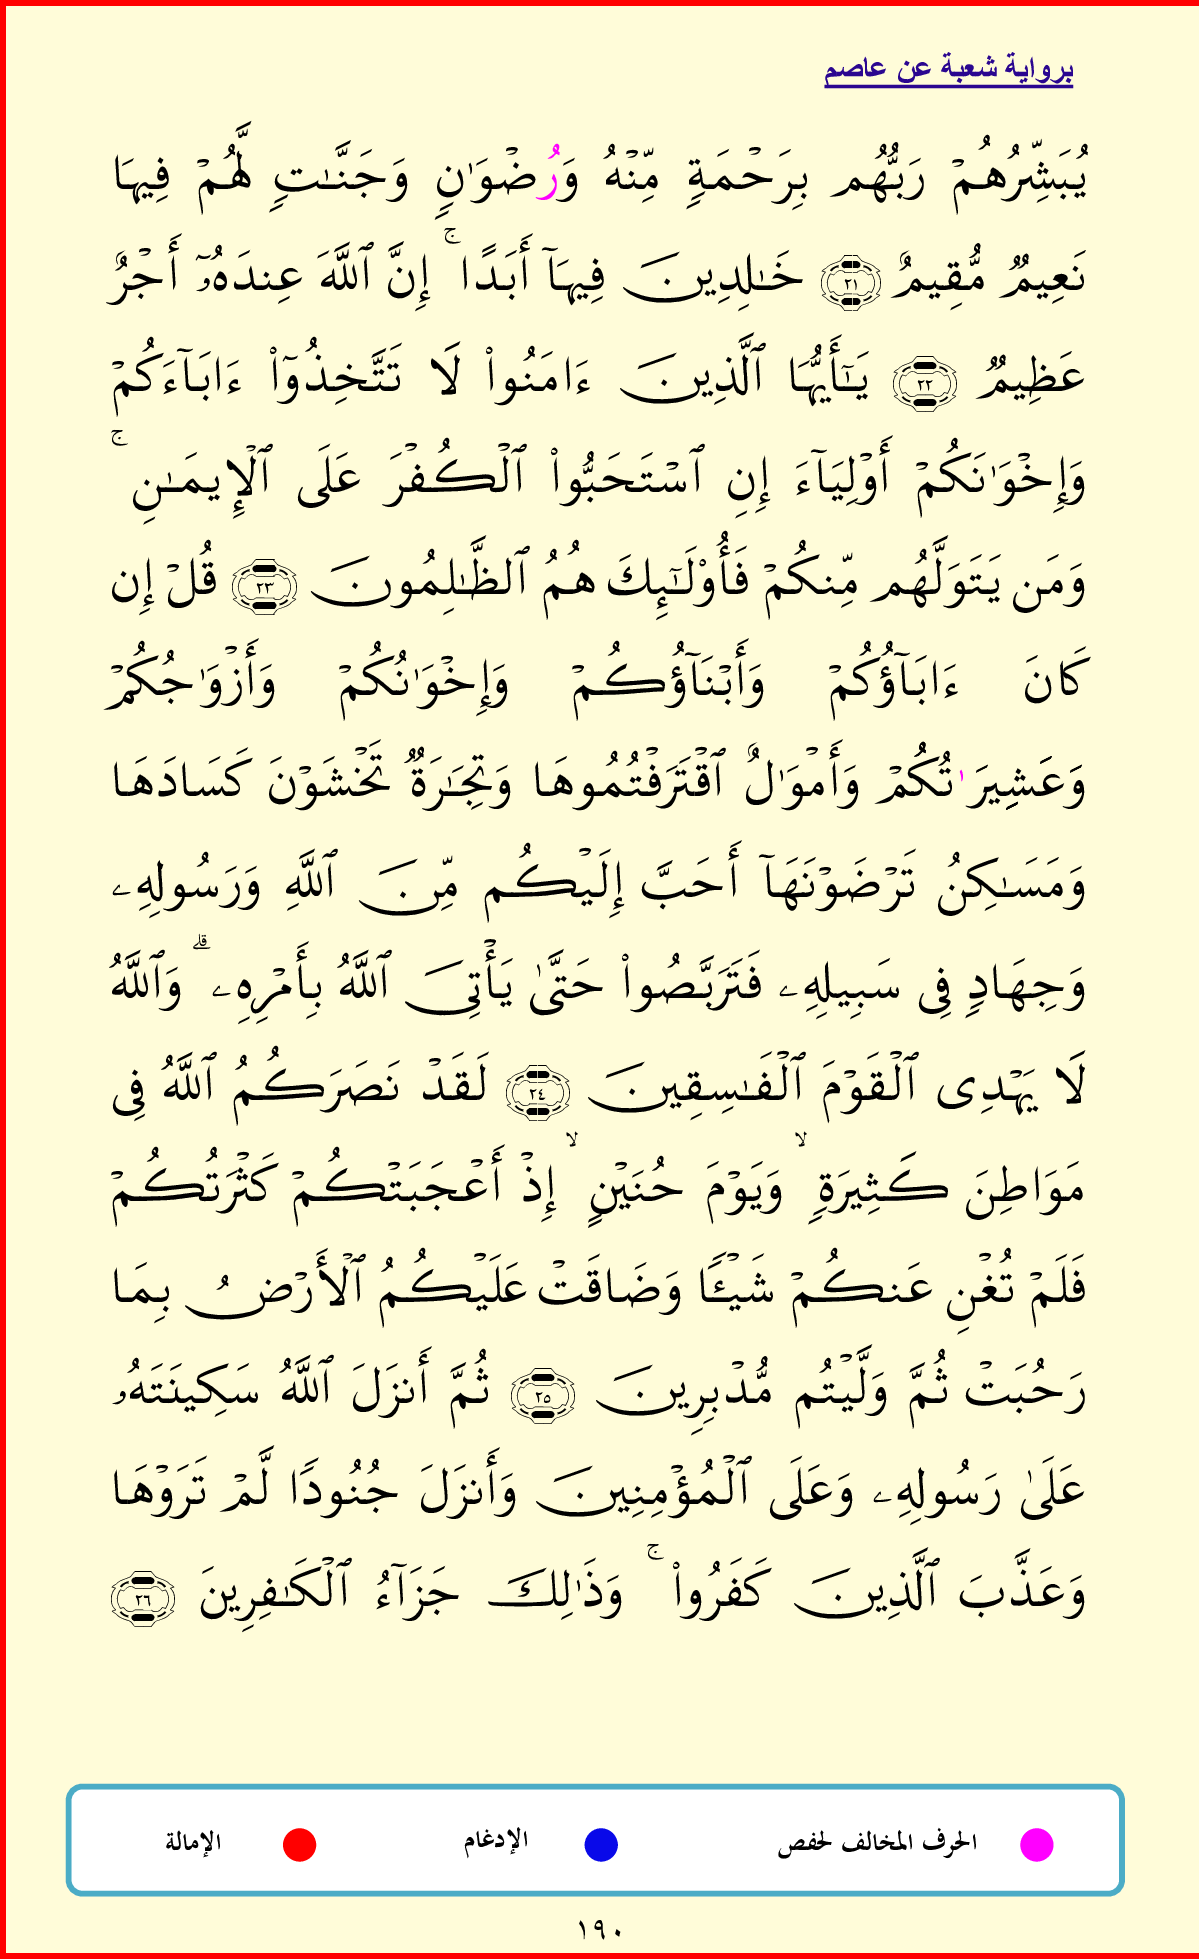 برواية شعبة عن عاصم
يُبَشِّرُهُمْ رَبُّهُم بِرَحْمَةٍ مِّنْهُ وَرُضْوَٰنٍ وَجَنَّـٰتٍ لَّهُمْ فِيهَا
نَعِيمٌ مُّقِيمٌ ٢١ خَـٰلِدِينَ فِيهَآ أَبَدًا ۚ إِنَّ ٱللَّهَ عِندَهُۥٓ أَجْرٌ
عَظِيمٌ ٢٢ يَـٰٓأَيُّهَا ٱلَّذِينَ ءَامَنُوا۟ لَا تَتَّخِذُوٓا۟ ءَابَآءَكُمْ
وَإِخْوَٰنَكُمْ أَوْلِيَآءَ إِنِ ٱسْتَحَبُّوا۟ ٱلْكُفْرَ عَلَى ٱلْإِيمَـٰنِ ۚ
وَمَن يَتَوَلَّهُم مِّنكُمْ فَأُو۟لَـٰٓئِكَ هُمُ ٱلظَّـٰلِمُونَ ٢٣ قُلْ إِن
كَانَ ءَابَآؤُكُمْ وَأَبْنَآؤُكُمْ وَإِخْوَٰنُكُمْ وَأَزْوَٰجُكُمْ
وَعَشِيرَٰتُكُمْ وَأَمْوَٰلٌ ٱقْتَرَفْتُمُوهَا وَتِجَـٰرَةٌ تَخْشَوْنَ كَسَادَهَا
وَمَسَـٰكِنُ تَرْضَوْنَهَآ أَحَبَّ إِلَيْكُم مِّنَ ٱللَّهِ وَرَسُولِهِۦ
وَجِهَادٍ فِى سَبِيلِهِۦ فَتَرَبَّصُوا۟ حَتَّىٰ يَأْتِىَ ٱللَّهُ بِأَمْرِهِۦ ۗ وَٱللَّهُ
لَا يَهْدِى ٱلْقَوْمَ ٱلْفَـٰسِقِينَ ٢٤ لَقَدْ نَصَرَكُمُ ٱللَّهُ فِى
مَوَاطِنَ كَثِيرَةٍ ۙ وَيَوْمَ حُنَيْنٍ ۙ إِذْ أَعْجَبَتْكُمْ كَثْرَتُكُمْ
فَلَمْ تُغْنِ عَنكُمْ شَيْـًٔا وَضَاقَتْ عَلَيْكُمُ ٱلْأَرْضُ بِمَا
رَحُبَتْ ثُمَّ وَلَّيْتُم مُّدْبِرِينَ ٢٥ ثُمَّ أَنزَلَ ٱللَّهُ سَكِينَتَهُۥ
عَلَىٰ رَسُولِهِۦ وَعَلَى ٱلْمُؤْمِنِينَ وَأَنزَلَ جُنُودًا لَّمْ تَرَوْهَا
وَعَذَّبَ ٱلَّذِينَ كَفَرُوا۟ ۚ وَذَٰلِكَ جَزَآءُ ٱلْكَـٰفِرِينَ ٢٦
الحرف المخالف لحفص الإدغام الإمالة
١٩٠